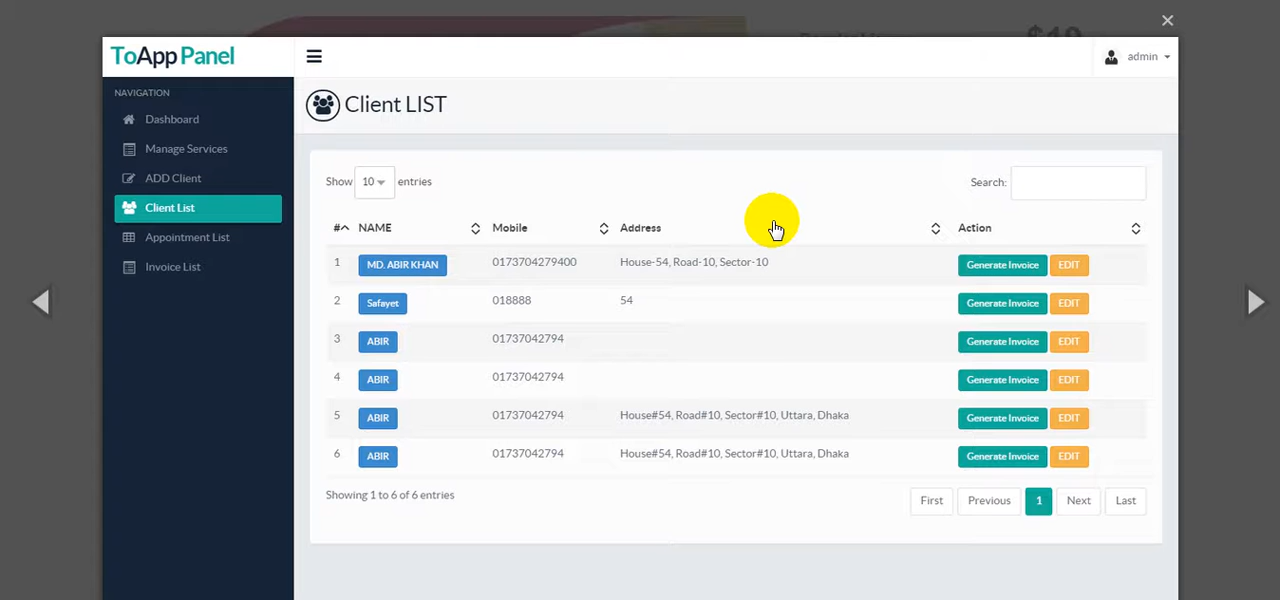 $19
ToAppPanel
admin
NAVIGATION
Dashboard
Manage Services
ADD Client
Client List
Appointment List
Invoice List
Client LIST
Show 10 entries
Search:
# NAME Mobile Address Action
1 MD. ABIR KHAN 0173704279400 House-54, Road-10, Sector-10 Generate Invoice EDIT
2 Safayet 018888 54 Generate Invoice EDIT
3 ABIR 01737042794 Generate Invoice EDIT
4 ABIR 01737042794 Generate Invoice EDIT
5 ABIR 01737042794 House#54, Road#10, Sector#10, Uttara, Dhaka Generate Invoice EDIT
6 ABIR 01737042794 House#54, Road#10, Sector#10, Uttara, Dhaka Generate Invoice EDIT
Showing 1 to 6 of 6 entries
First Previous 1 Next Last